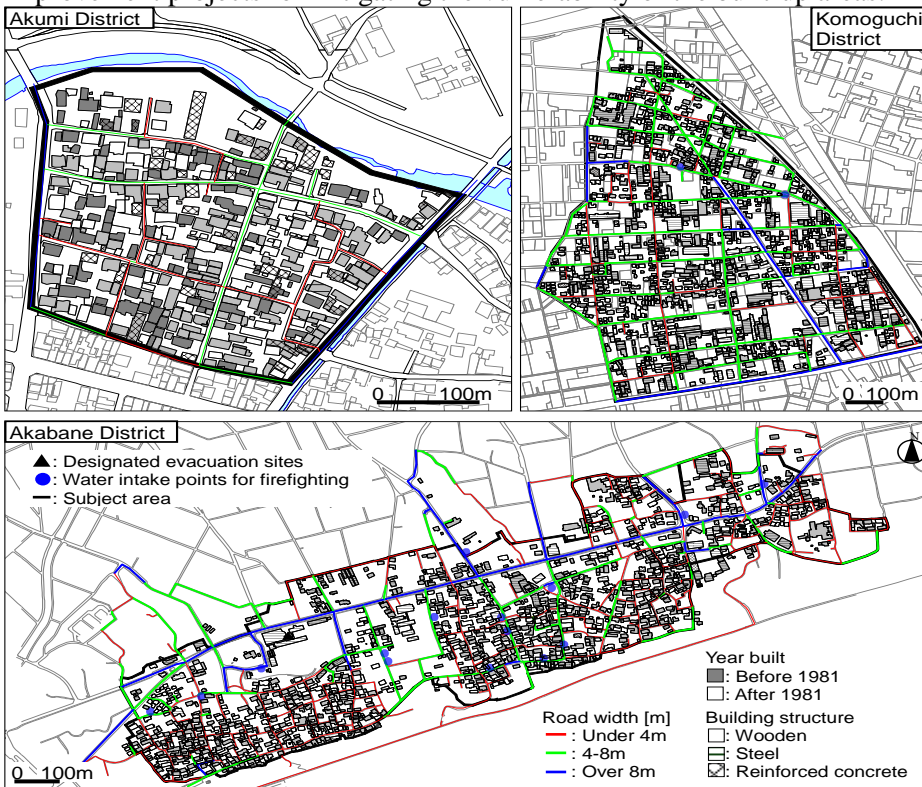 Akumi District
Komoguchi
District
0 100m
0 100m
Akabane District
: Designated evacuation sites
: Water intake points for firefighting
: Subject area
N
Year built
: Before 1981
: After 1981
Road width [m]
: Under 4m
: 4-8m
: Over 8m
Building structure
: Wooden
: Steel
: Reinforced concrete
0 100m